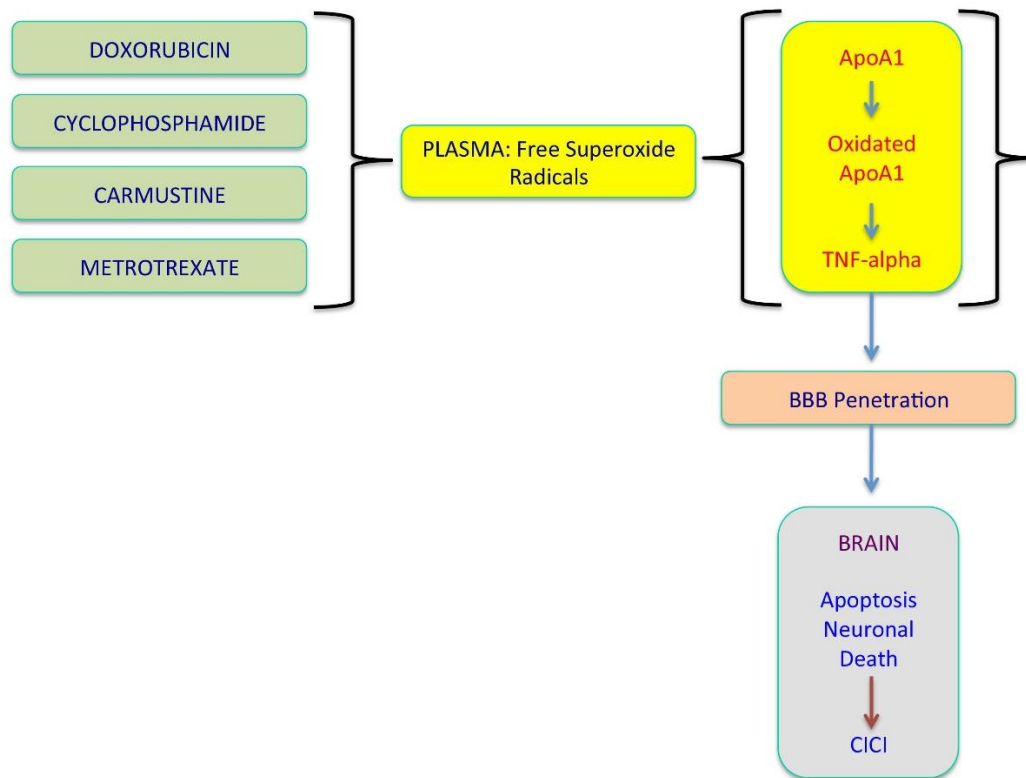 DOXORUBICIN
CYCLOPHOSPHAMIDE
CARMUSTINE
METROTREXATE
PLASMA: Free Superoxide
Radicals
ApoA1
Oxidated
ApoA1
TNF-alpha
BBB Penetration
BRAIN
Apoptosis
Neuronal
Death
CICI